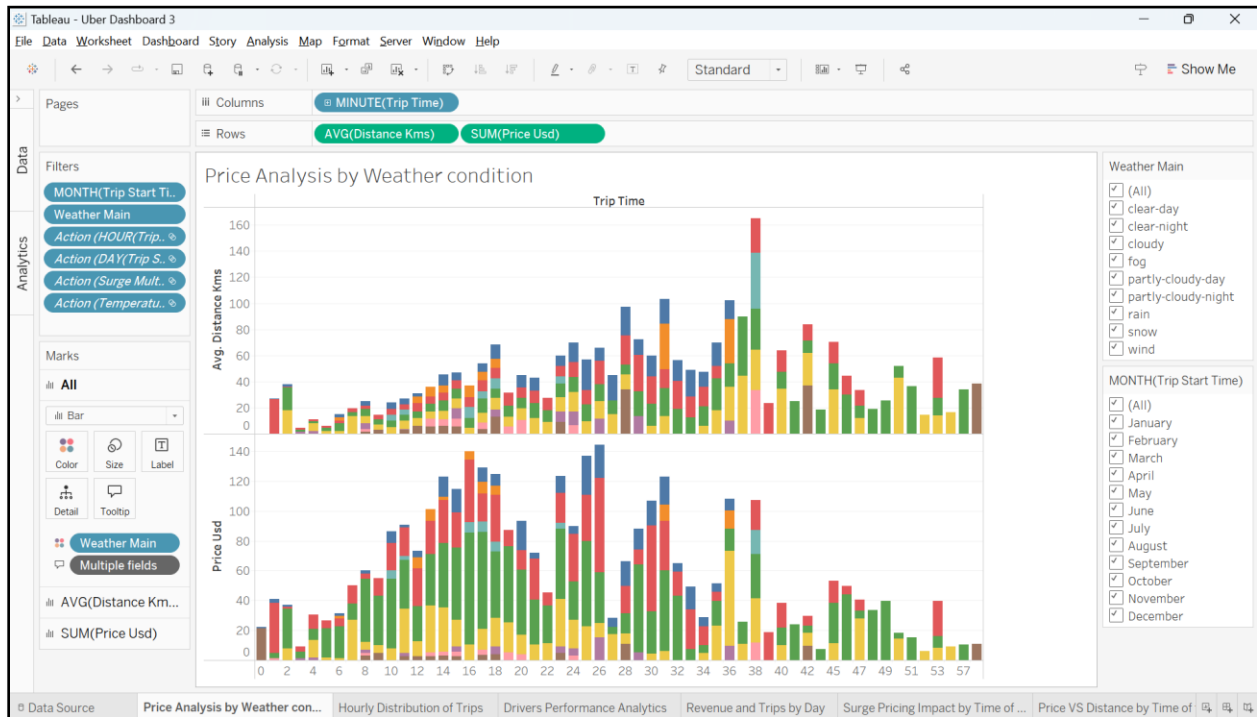 Tableau - Uber Dashboard 3
File Data Worksheet Dashboard Story Analysis Map Format Server Window Help
Standard
Show Me
Data
Analytics
Pages
Filters
MONTH(Trip Start Ti..
Weather Main
Action (HOUR(Trip..
Action (DAY(Trip S..
Action (Surge Mult..
Action (Temperatu..
Marks
All
Bar
Color Size Label
Detail Tooltip
Weather Main
Multiple fields
AVG(Distance Km...
SUM(Price Usd)
Columns MINUTE(Trip Time)
Rows AVG(Distance Kms) SUM(Price Usd)
Price Analysis by Weather condition
Trip Time
Avg. Distance Kms
160
140
120
100
80
60
40
20
0
Price Usd
140
120
100
80
60
40
20
0
0 2 4 6 8 10 12 14 16 18 20 22 24 26 28 30 32 34 36 38 40 42 45 47 49 51 53 57
Weather Main
(All)
clear-day
clear-night
cloudy
fog
partly-cloudy-day
partly-cloudy-night
rain
snow
wind
MONTH(Trip Start Time)
(All)
January
February
March
April
May
June
July
August
September
October
November
December
Data Source Price Analysis by Weather con... Hourly Distribution of Trips Drivers Performance Analytics Revenue and Trips by Day Surge Pricing Impact by Time of ... Price VS Distance by Time of